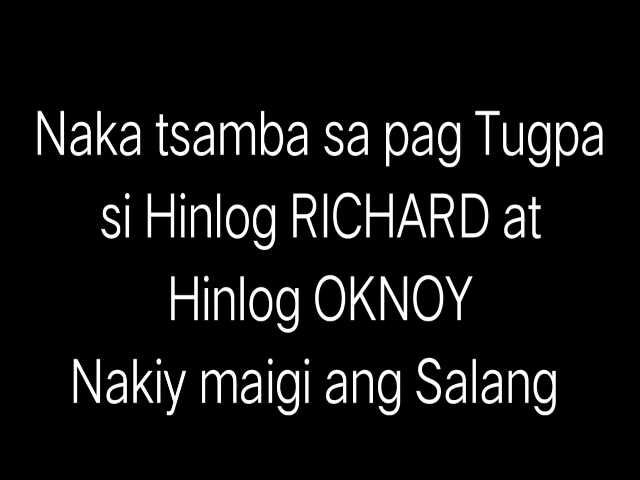 Naka tsamba sa pag Tugpa
si Hinlog RICHARD at
Hinlog OKNOY
Nakiy maigi ang Salang